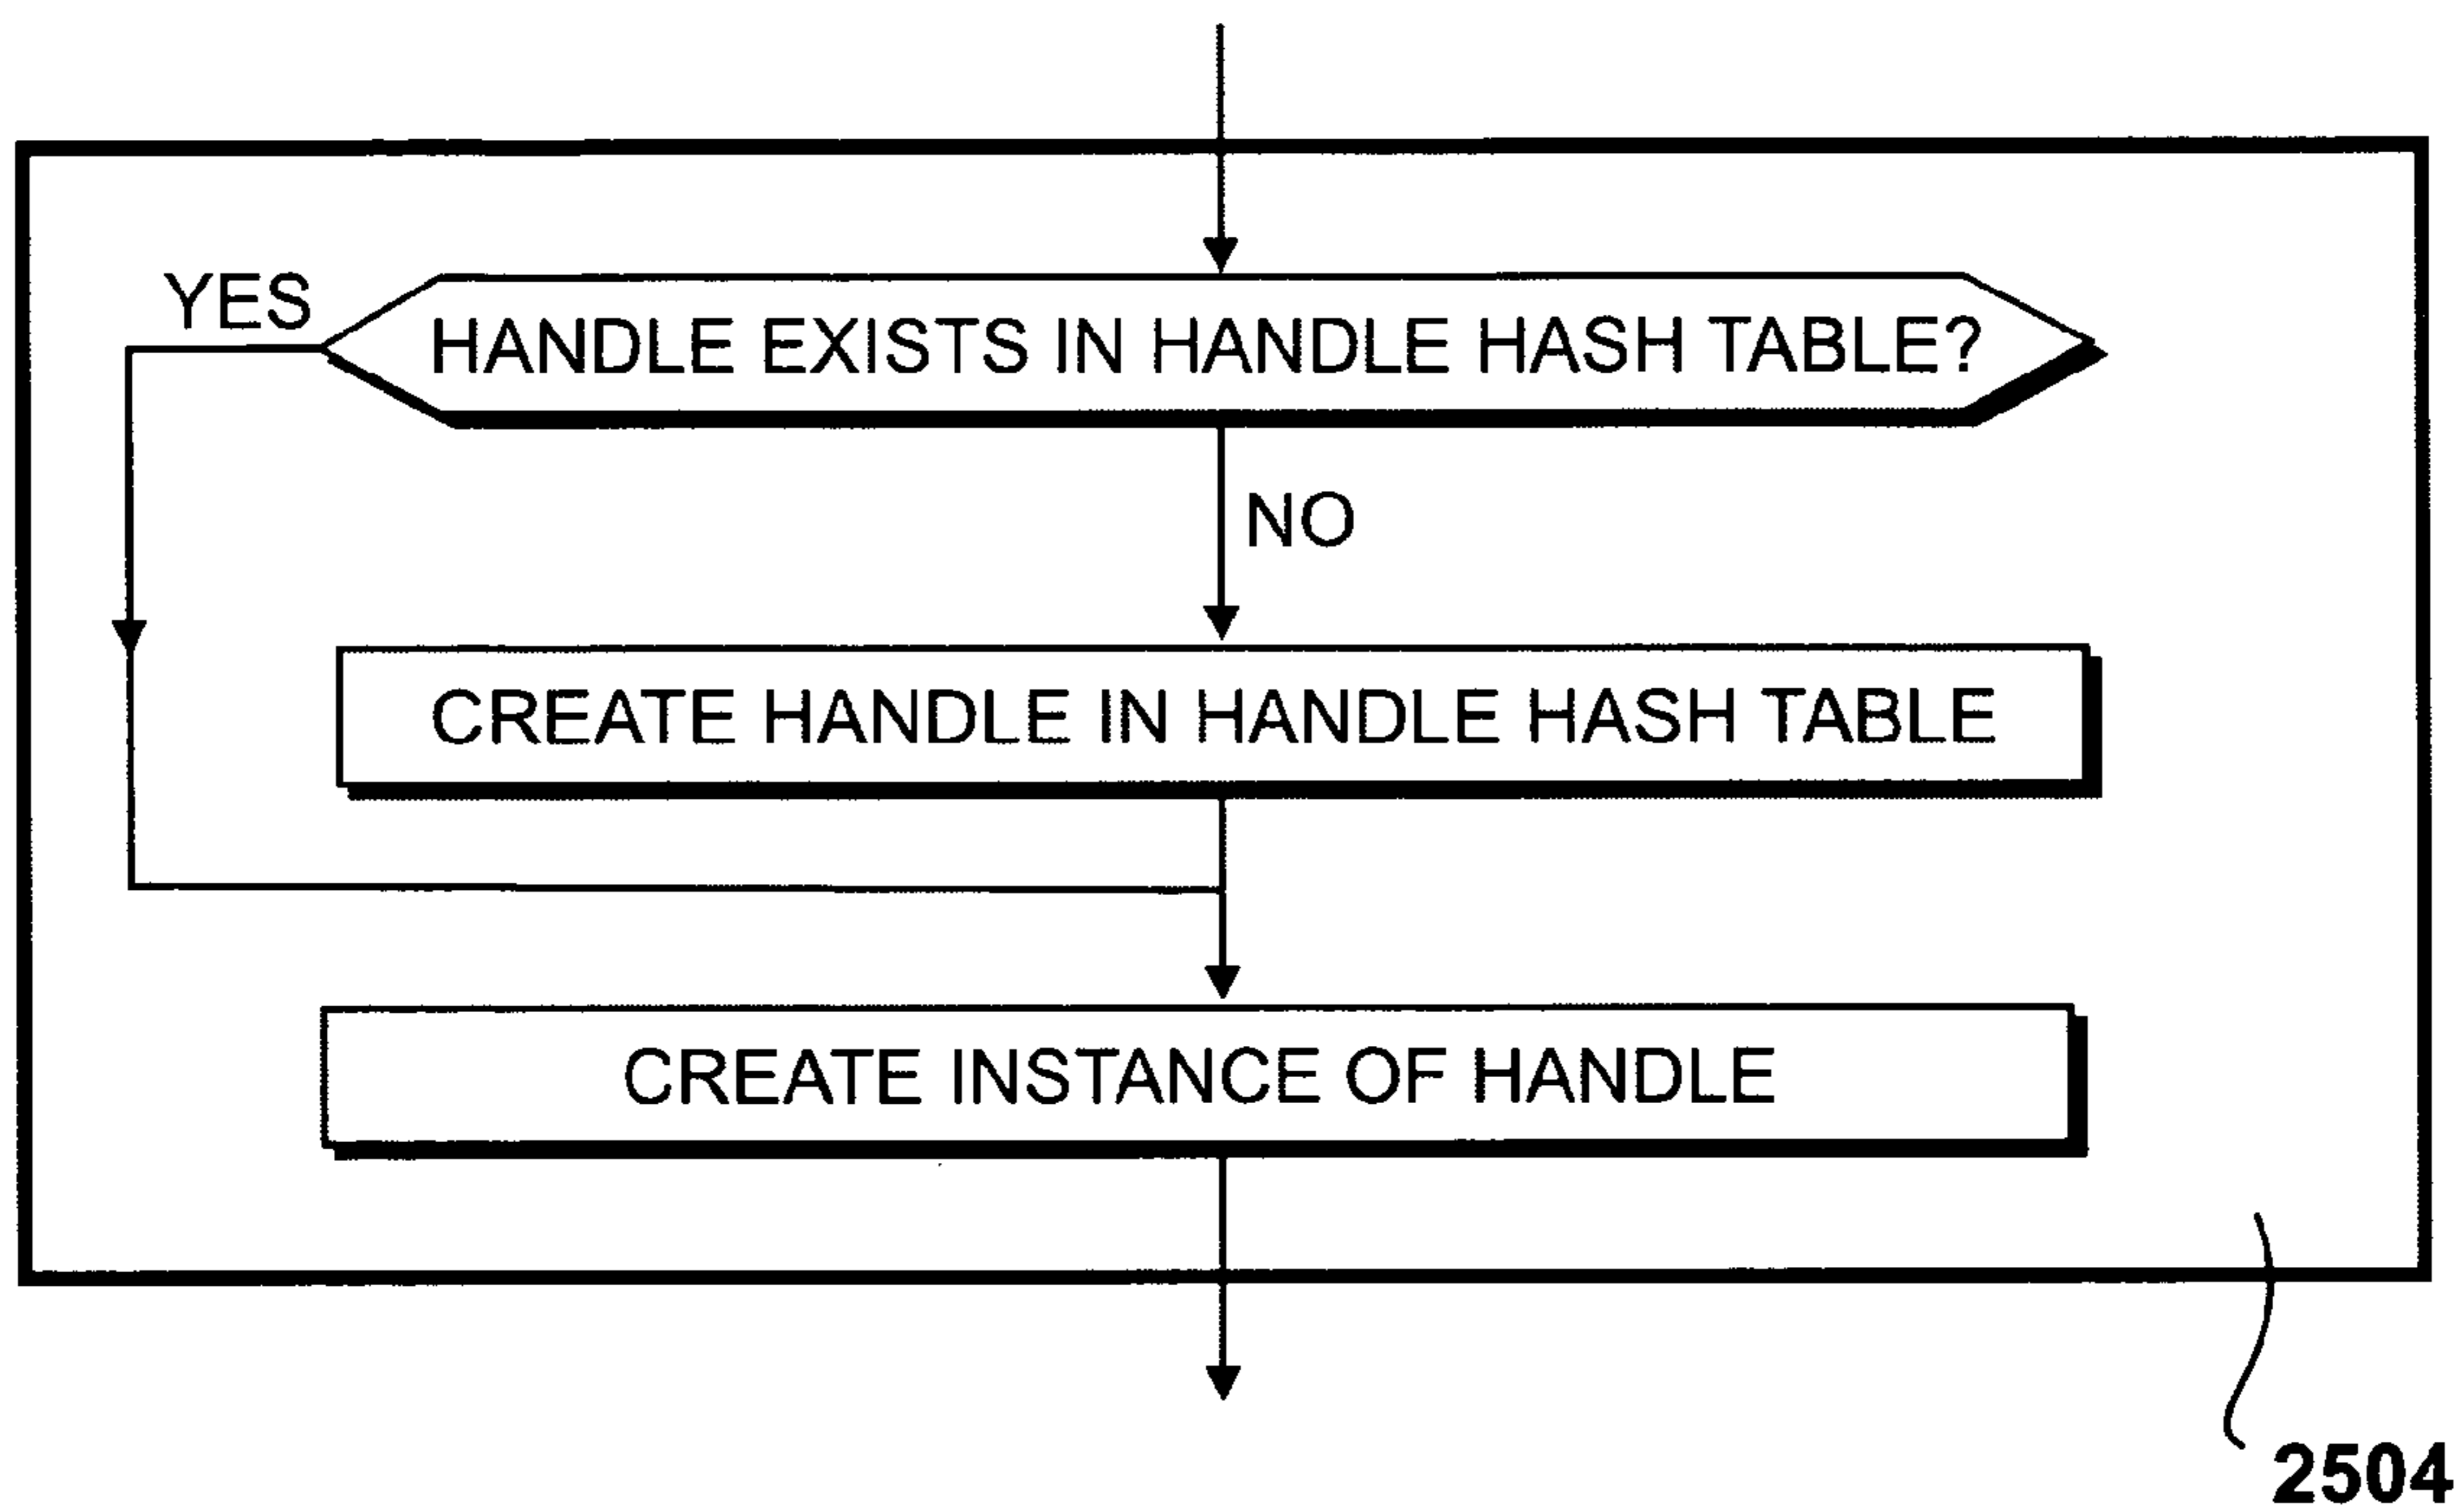 YES
HANDLE EXISTS IN HANDLE HASH TABLE?
NO
CREATE HANDLE IN HANDLE HASH TABLE
CREATE INSTANCE OF HANDLE
2504